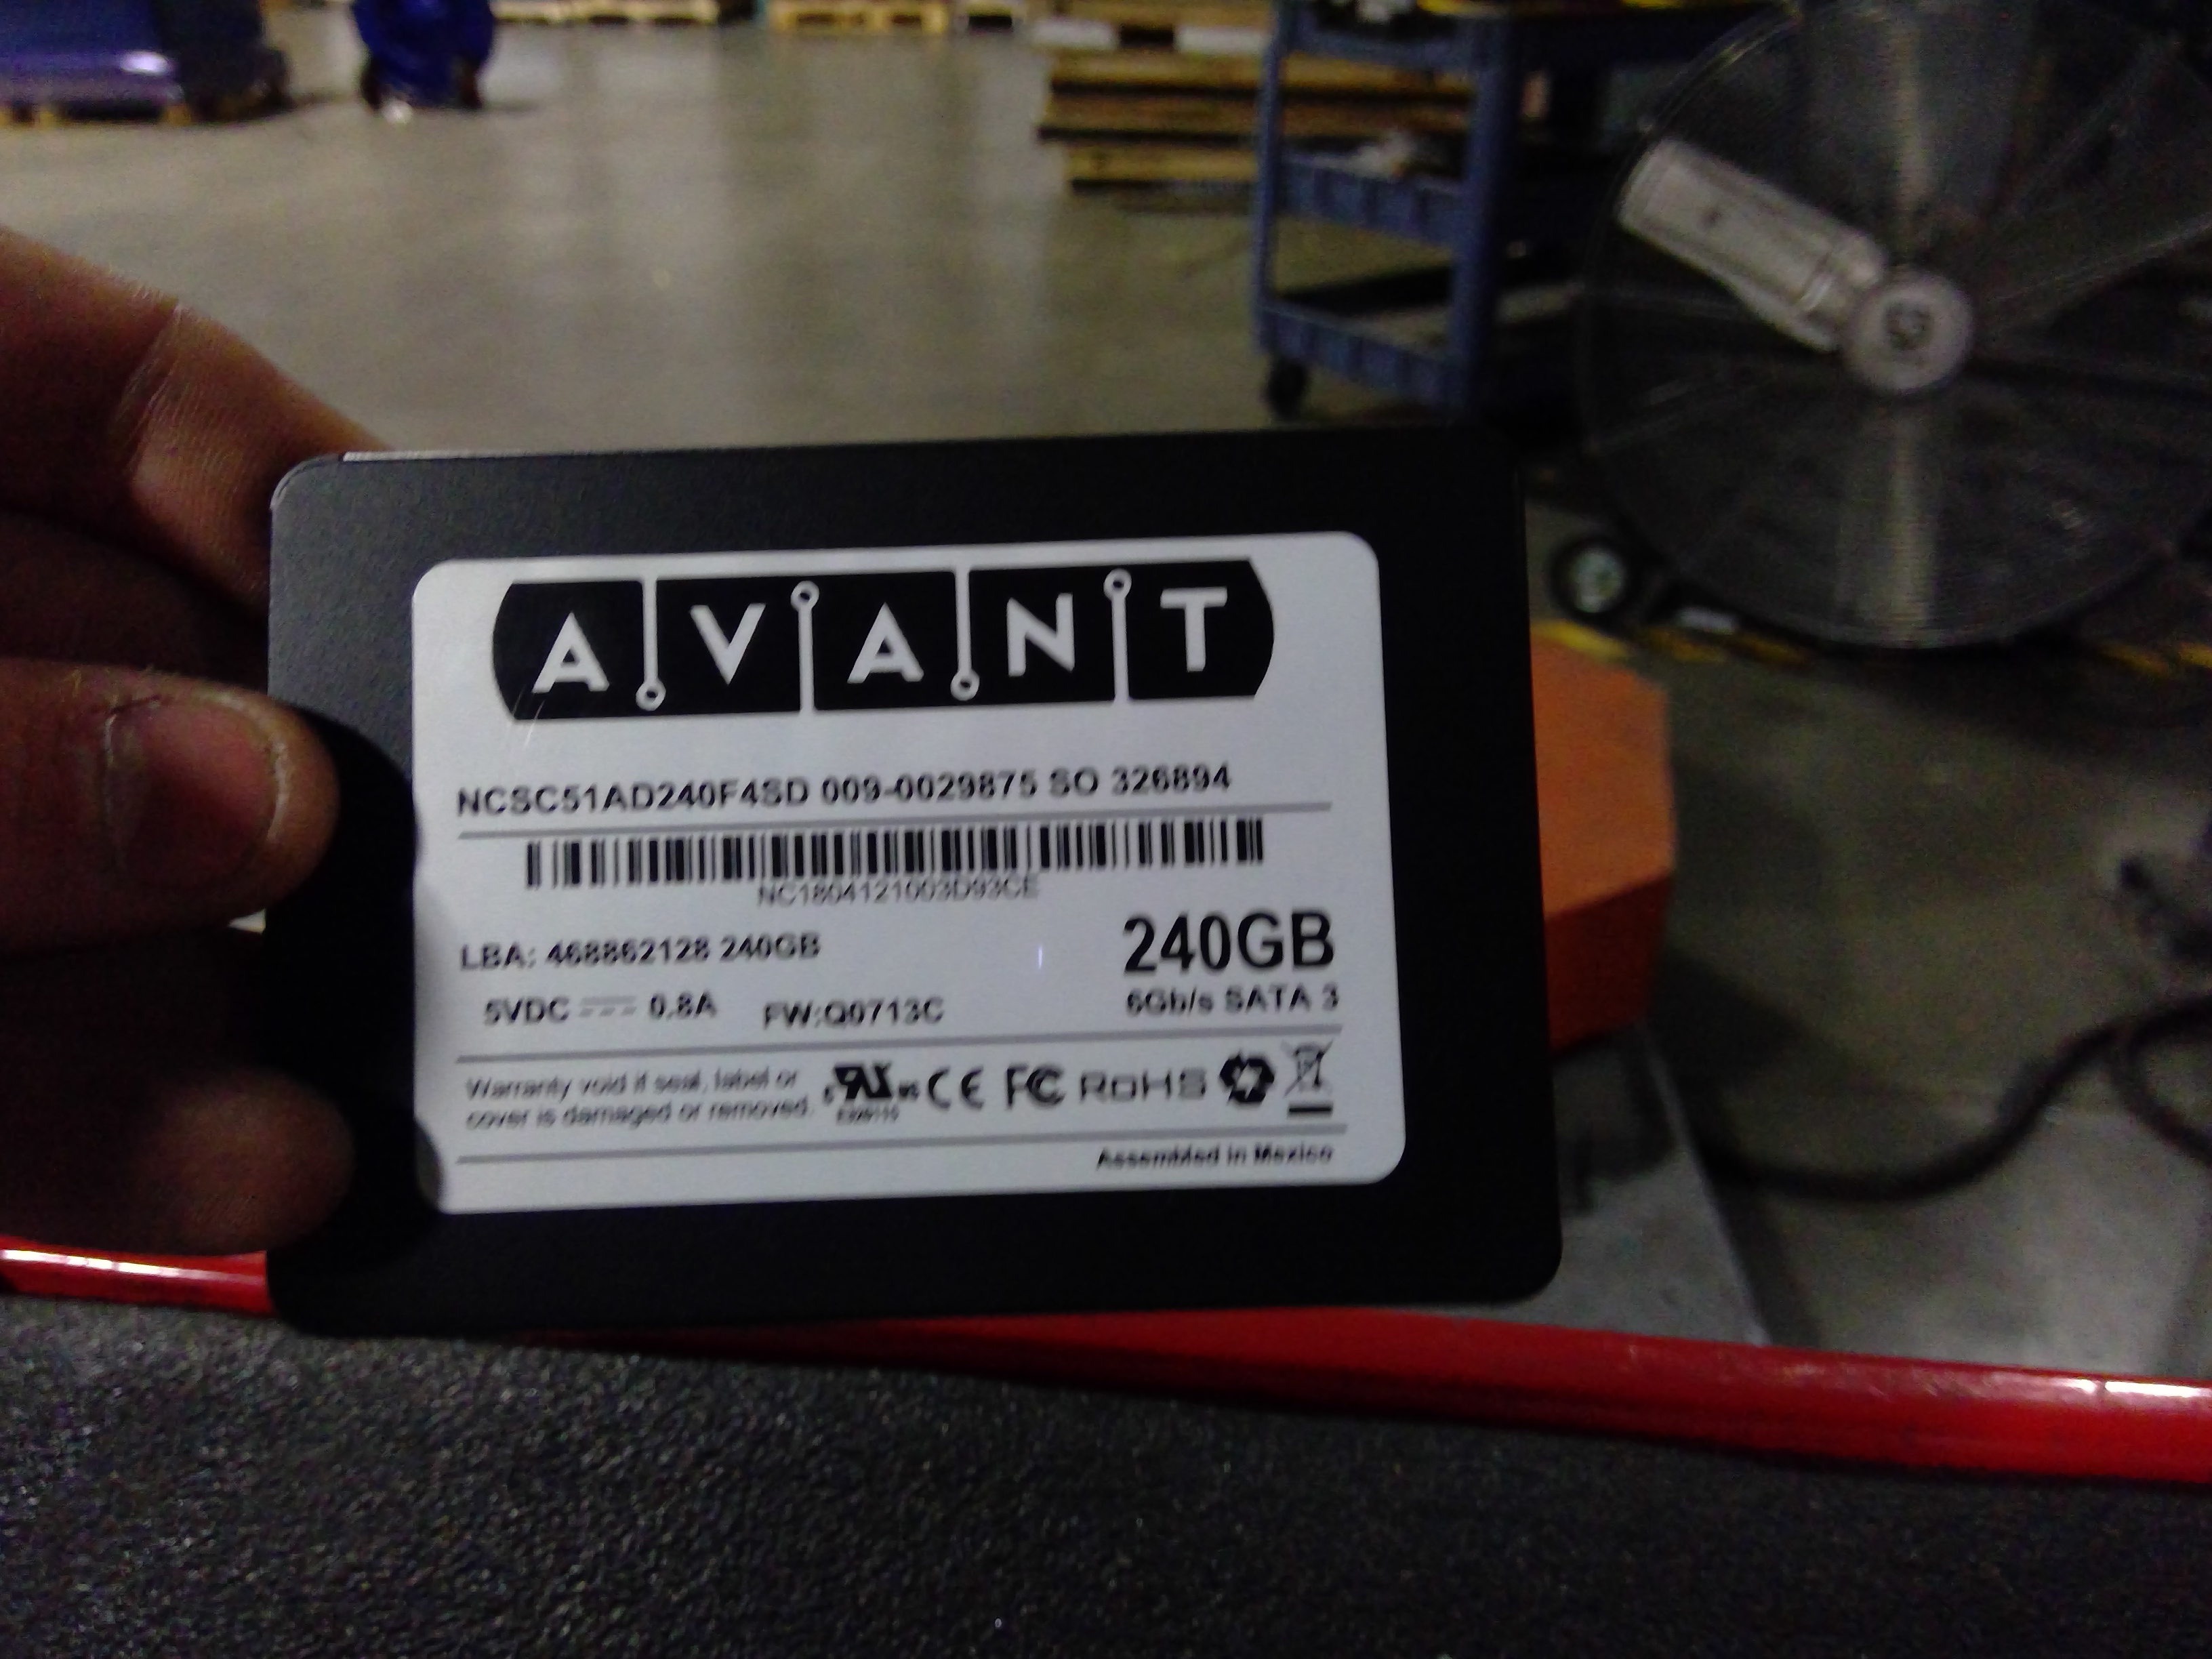 AVANT
NCSC51AD240F4SD 009-0029875 SO 326894
NC1804121003D93CE
LBA: 468862128 240GB
240GB
5VDC 0.8A FW:Q0713C
6Gb/s SATA 3
Warranty void if seal, label or
cover is damaged or removed.
CE FC RoHS
Assembled in Mexico